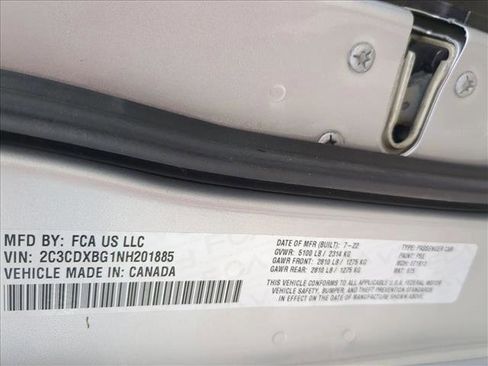 MFD BY: FCA US LLC
VIN: 2C3CDXBG1NH201885
VEHICLE MADE IN: CANADA
DATE OF MFR (BUILT): 7-22
GVWR: 5100 LB / 2314 KG
GAWR FRONT: 2810 LB / 1275 KG
GAWR REAR: 2810 LB / 1275 KG
TYPE: PASSENGER CAR
PAINT:
MDH:
THIS VEHICLE CONFORMS TO ALL APPLICABLE U.S.A. FEDERAL MOTOR
VEHICLE SAFETY, BUMPER, AND THEFT PREVENTION STANDARDS
IN EFFECT ON THE DATE OF MANUFACTURE SHOWN ABOVE.